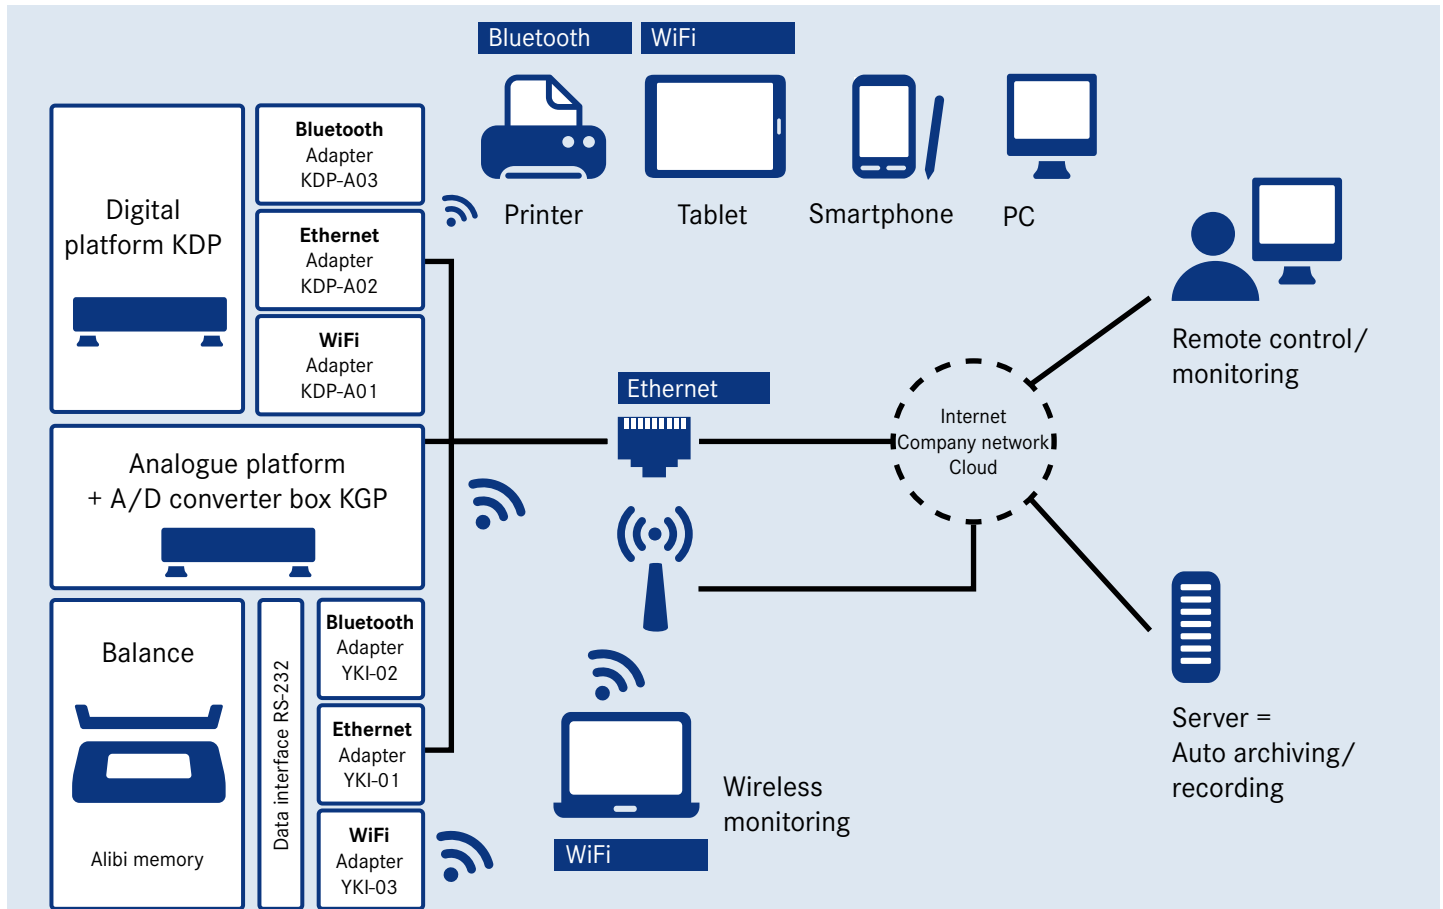 Bluetooth
WiFi
Printer
Tablet
Smartphone
PC
Digital
platform KDP
Bluetooth
Adapter
KDP-A03
Ethernet
Adapter
KDP-A02
WiFi
Adapter
KDP-A01
Analogue platform
+ A/D converter box KGP
Balance
Alibi memory
Data interface RS-232
Bluetooth
Adapter
YKI-02
Ethernet
Adapter
YKI-01
WiFi
Adapter
YKI-03
Ethernet
Internet
Company network
Cloud
Remote control/
monitoring
Server =
Auto archiving/
recording
Wireless
monitoring
WiFi